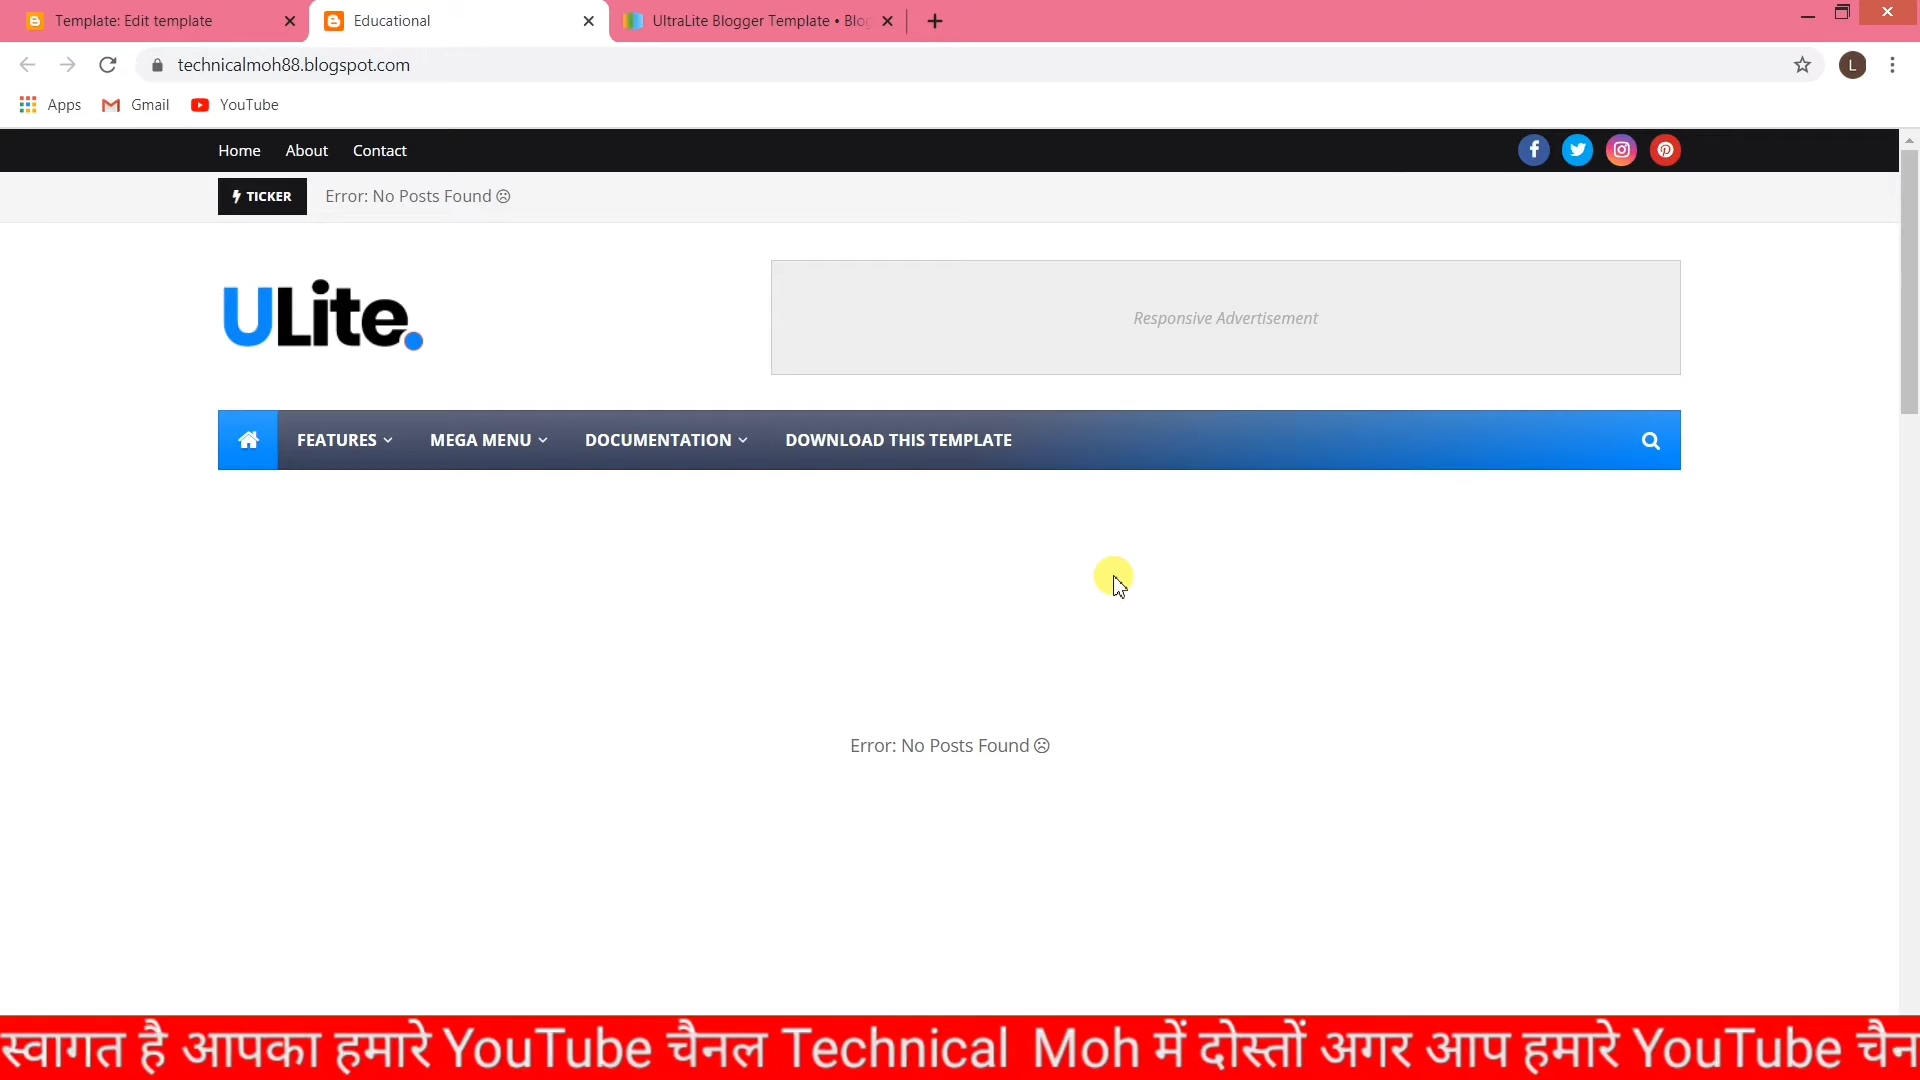 Template: Edit template
Educational
UltraLite Blogger Template • Blog
technicalmoh88.blogspot.com
L
Apps
Gmail
YouTube
Home
About
Contact
TICKER
Error: No Posts Found ☹
ULite.
Responsive Advertisement
FEATURES
MEGA MENU
DOCUMENTATION
DOWNLOAD THIS TEMPLATE
Error: No Posts Found ☹
स्वागत है आपका हमारे YouTube चैनल Technical Moh में दोस्तों अगर आप हमारे YouTube चैन